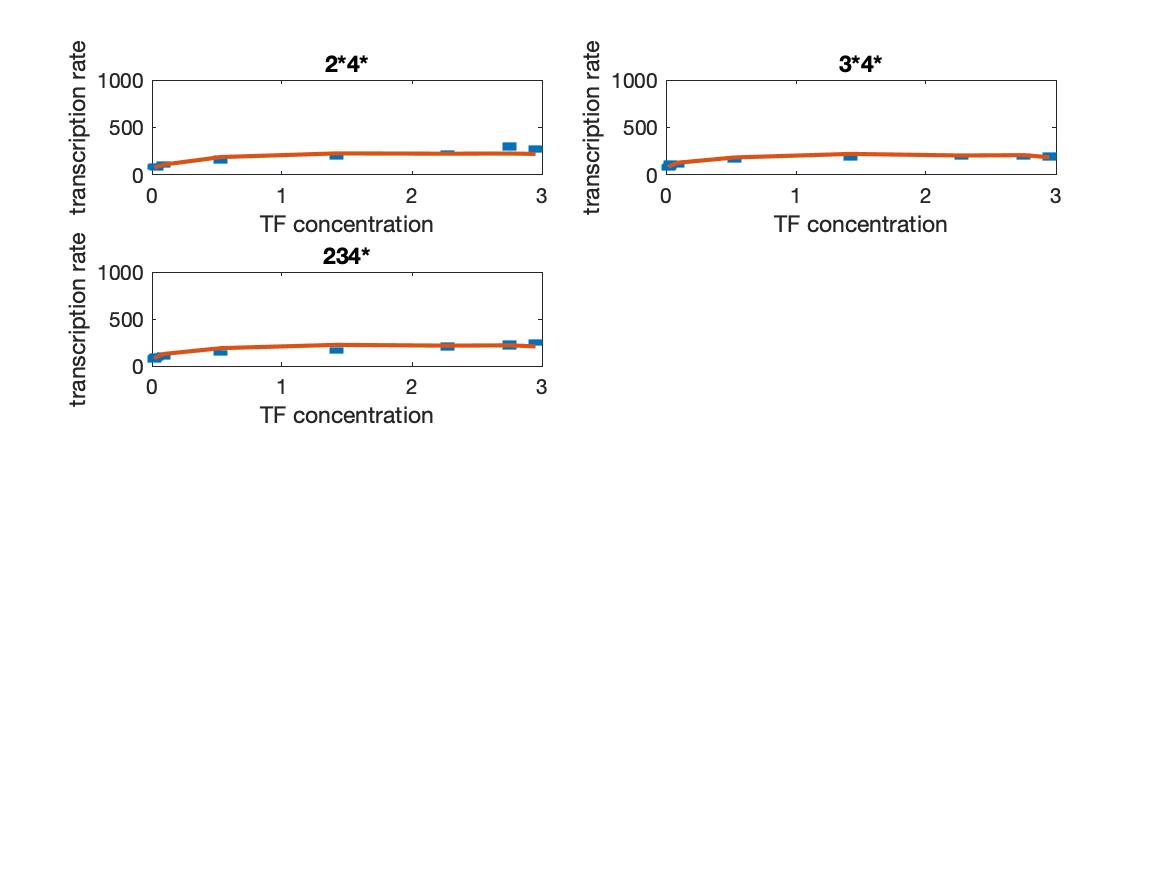 2*4*
transcription rate
1000
500
0
0 1 2 3
TF concentration
3*4*
transcription rate
1000
500
0
0 1 2 3
TF concentration
234*
transcription rate
1000
500
0
0 1 2 3
TF concentration